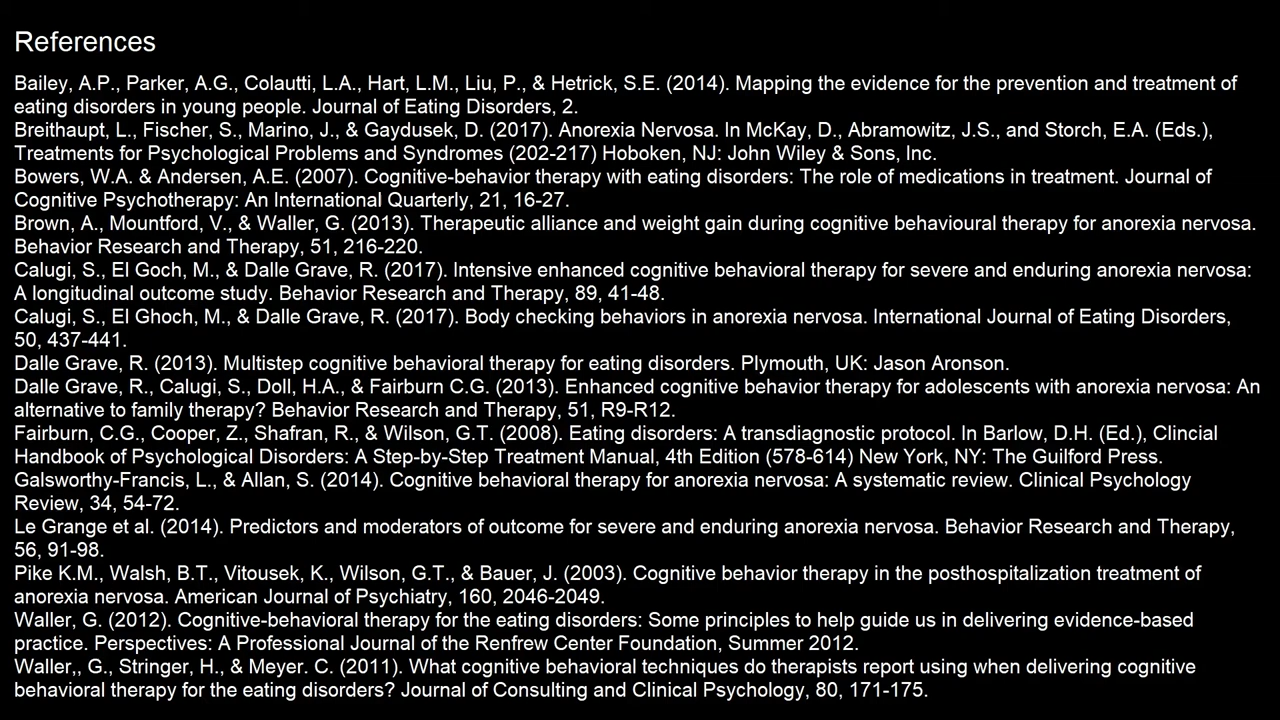 References
Bailey, A.P., Parker, A.G., Colautti, L.A., Hart, L.M., Liu, P., & Hetrick, S.E. (2014). Mapping the evidence for the prevention and treatment of
eating disorders in young people. Journal of Eating Disorders, 2.
Breithaupt, L., Fischer, S., Marino, J., & Gaydusek, D. (2017). Anorexia Nervosa. In McKay, D., Abramowitz, J.S., and Storch, E.A. (Eds.),
Treatments for Psychological Problems and Syndromes (202-217) Hoboken, NJ: John Wiley & Sons, Inc.
Bowers, W.A. & Andersen, A.E. (2007). Cognitive-behavior therapy with eating disorders: The role of medications in treatment. Journal of
Cognitive Psychotherapy: An International Quarterly, 21, 16-27.
Brown, A., Mountford, V., & Waller, G. (2013). Therapeutic alliance and weight gain during cognitive behavioural therapy for anorexia nervosa.
Behavior Research and Therapy, 51, 216-220.
Calugi, S., El Goch, M., & Dalle Grave, R. (2017). Intensive enhanced cognitive behavioral therapy for severe and enduring anorexia nervosa:
A longitudinal outcome study. Behavior Research and Therapy, 89, 41-48.
Calugi, S., El Ghoch, M., & Dalle Grave, R. (2017). Body checking behaviors in anorexia nervosa. International Journal of Eating Disorders,
50, 437-441.
Dalle Grave, R. (2013). Multistep cognitive behavioral therapy for eating disorders. Plymouth, UK: Jason Aronson.
Dalle Grave, R., Calugi, S., Doll, H.A., & Fairburn C.G. (2013). Enhanced cognitive behavior therapy for adolescents with anorexia nervosa: An
alternative to family therapy? Behavior Research and Therapy, 51, R9-R12.
Fairburn, C.G., Cooper, Z., Shafran, R., & Wilson, G.T. (2008). Eating disorders: A transdiagnostic protocol. In Barlow, D.H. (Ed.), Clincial
Handbook of Psychological Disorders: A Step-by-Step Treatment Manual, 4th Edition (578-614) New York, NY: The Guilford Press.
Galsworthy-Francis, L., & Allan, S. (2014). Cognitive behavioral therapy for anorexia nervosa: A systematic review. Clinical Psychology
Review, 34, 54-72.
Le Grange et al. (2014). Predictors and moderators of outcome for severe and enduring anorexia nervosa. Behavior Research and Therapy,
56, 91-98.
Pike K.M., Walsh, B.T., Vitousek, K., Wilson, G.T., & Bauer, J. (2003). Cognitive behavior therapy in the posthospitalization treatment of
anorexia nervosa. American Journal of Psychiatry, 160, 2046-2049.
Waller, G. (2012). Cognitive-behavioral therapy for the eating disorders: Some principles to help guide us in delivering evidence-based
practice. Perspectives: A Professional Journal of the Renfrew Center Foundation, Summer 2012.
Waller,, G., Stringer, H., & Meyer. C. (2011). What cognitive behavioral techniques do therapists report using when delivering cognitive
behavioral therapy for the eating disorders? Journal of Consulting and Clinical Psychology, 80, 171-175.